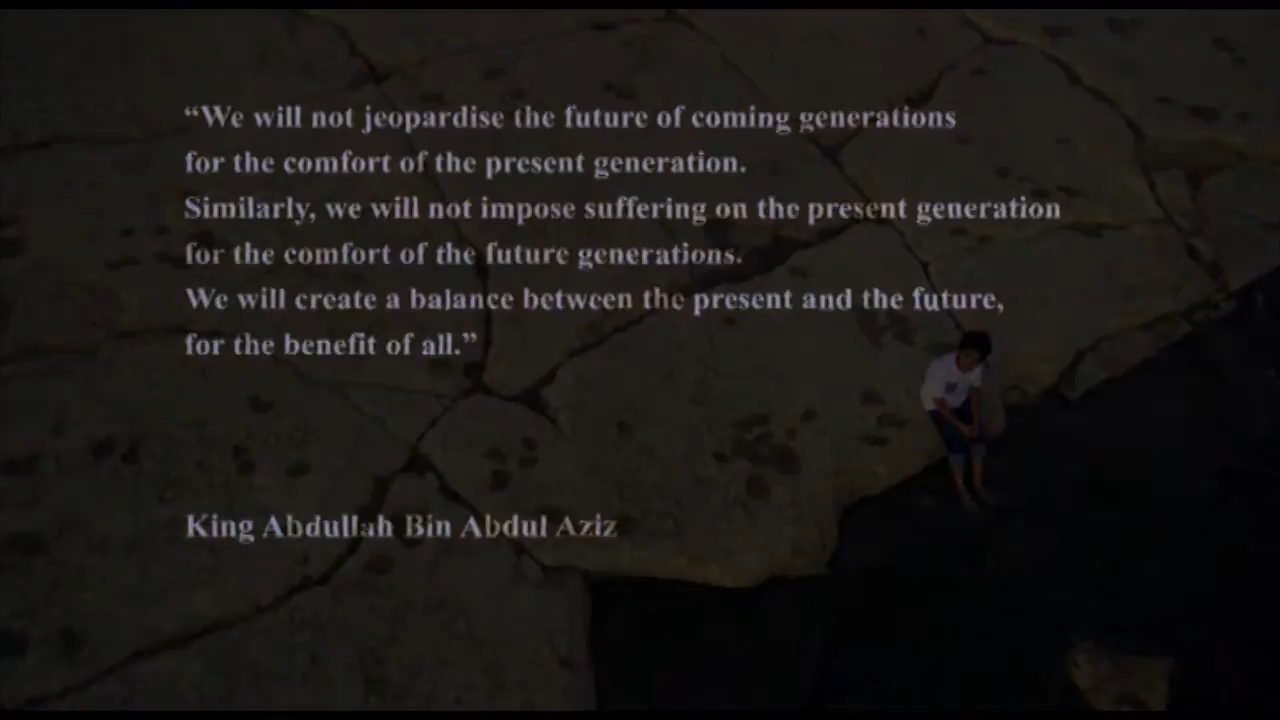 “We will not jeopardise the future of coming generations
for the comfort of the present generation.
Similarly, we will not impose suffering on the present generation
for the comfort of the future generations.
We will create a balance between the present and the future,
for the benefit of all.”
King Abdullah Bin Abdul Aziz